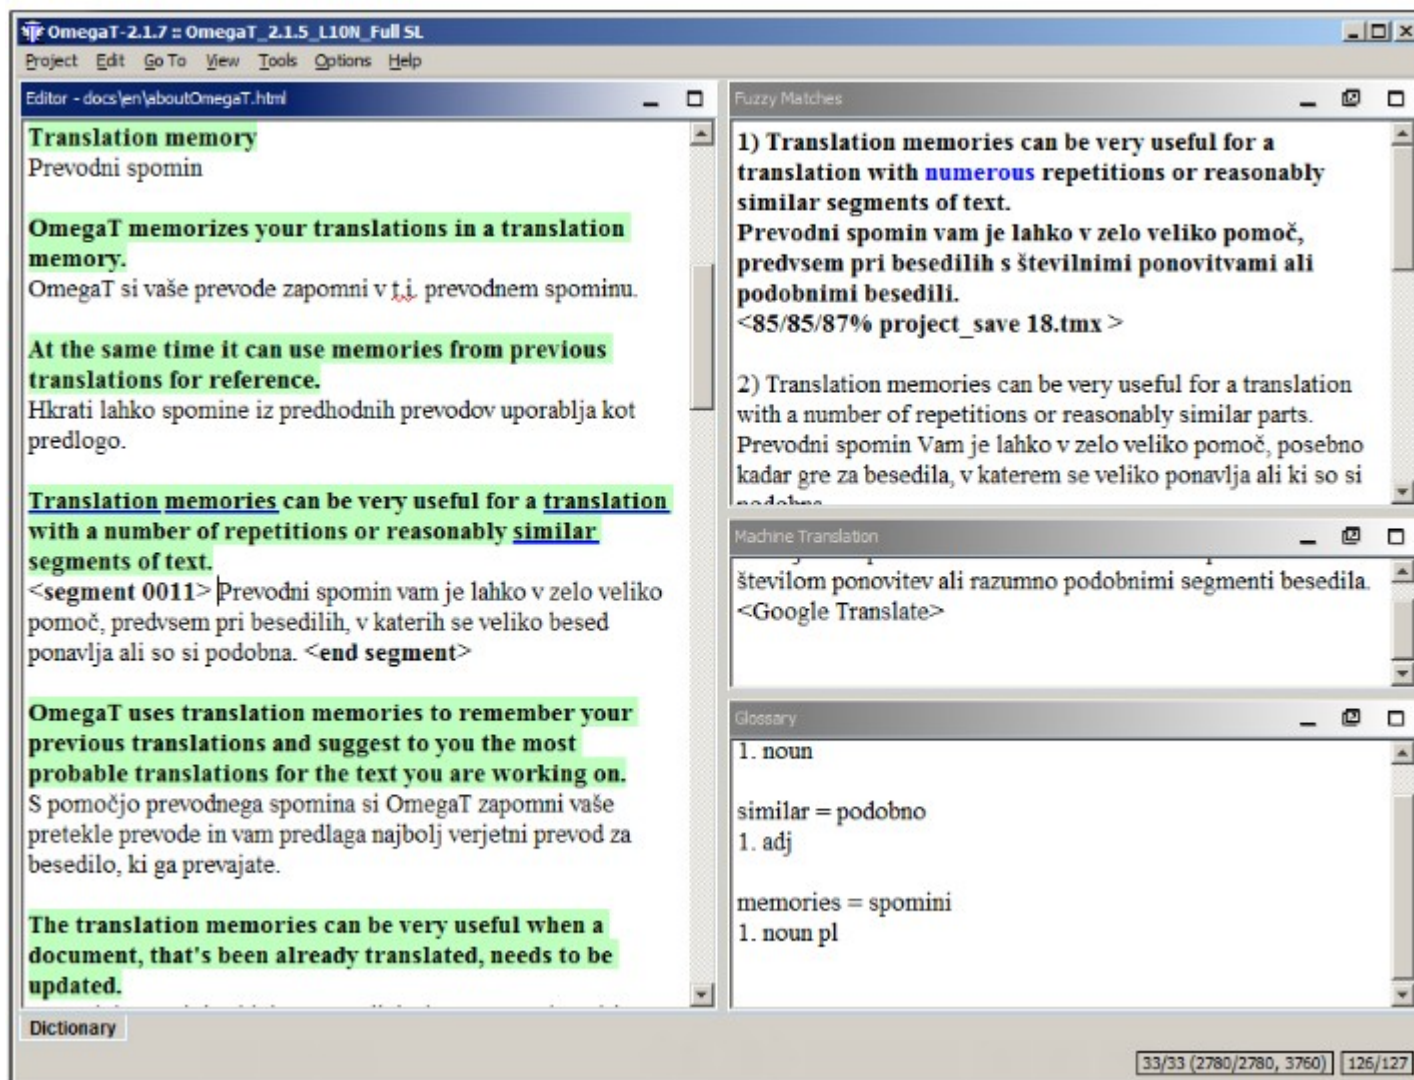 OmegaT-2.1.7 :: OmegaT_2.1.5_L10N_Full SL
Project Edit Go To View Tools Options Help
Editor - docs\en\aboutOmegaT.html
Translation memory
Prevodni spomin
OmegaT memorizes your translations in a translation
memory.
OmegaT si vaše prevode zapomni v t.i. prevodnem spominu.
At the same time it can use memories from previous
translations for reference.
Hkrati lahko spomine iz predhodnih prevodov uporablja kot
predlogo.
Translation memories can be very useful for a translation
with a number of repetitions or reasonably similar
segments of text.
<segment 0011> Prevodni spomin vam je lahko v zelo veliko
pomoč, predvsem pri besedilih, v katerih se veliko besed
ponavlja ali so si podobna. <end segment>
OmegaT uses translation memories to remember your
previous translations and suggest to you the most
probable translations for the text you are working on.
S pomočjo prevodnega spomina si OmegaT zapomni vaše
pretekle prevode in vam predlaga najbolj verjetni prevod za
besedilo, ki ga prevajate.
The translation memories can be very useful when a
document, that's been already translated, needs to be
updated.
Fuzzy Matches
1) Translation memories can be very useful for a
translation with numerous repetitions or reasonably
similar segments of text.
Prevodni spomin vam je lahko v zelo veliko pomoč,
predvsem pri besedilih s številnimi ponovitvami ali
podobnimi besedili.
<85/85/87% project_save 18.tmx >
2) Translation memories can be very useful for a translation
with a number of repetitions or reasonably similar parts.
Prevodni spomin Vam je lahko v zelo veliko pomoč, posebno
kadar gre za besedila, v katerem se veliko ponavlja ali ki so si
Machine Translation
številom ponovitev ali razumno podobnimi segmenti besedila.
<Google Translate>
Glossary
1. noun
similar = podobno
1. adj
memories = spomini
1. noun pl
Dictionary
33/33 (2780/2780, 3760) 126/127